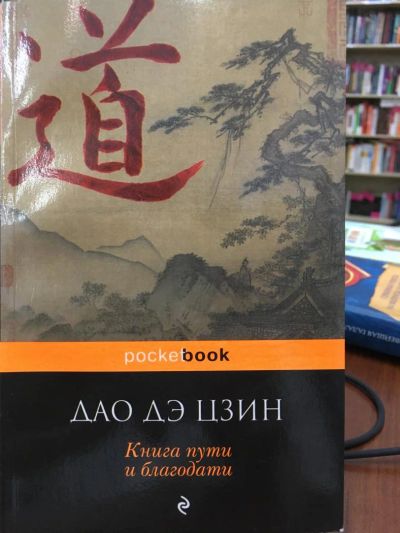 道
pocketbook
ДАО ДЭ ЦЗИН
Книга пути
и благодати